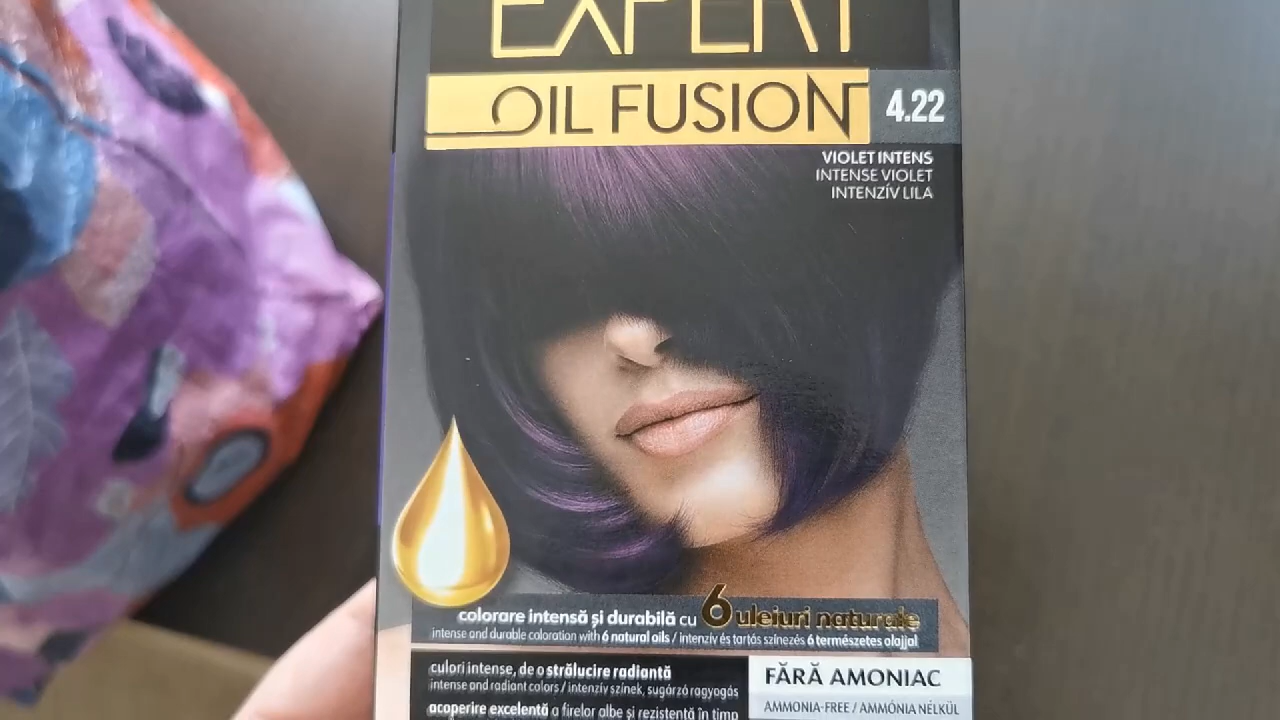 EXPERT
OIL FUSION
4.22
VIOLET INTENS
INTENSE VIOLET
INTENZÍV LILA
colorare intensă și durabilă cu 6 uleiuri naturale
intense and durable coloration with 6 natural oils / intenzív és tartós színezés 6 természetes olajjal
culori intense, de o strălucire radiantă
intense and radiant colors / intenzív színek, sugárzó ragyogás
acoperire excelentă a firelor albe și rezistentă în timp
FĂRĂ AMONIAC
AMMONIA-FREE / AMMÓNIA NÉLKÜL